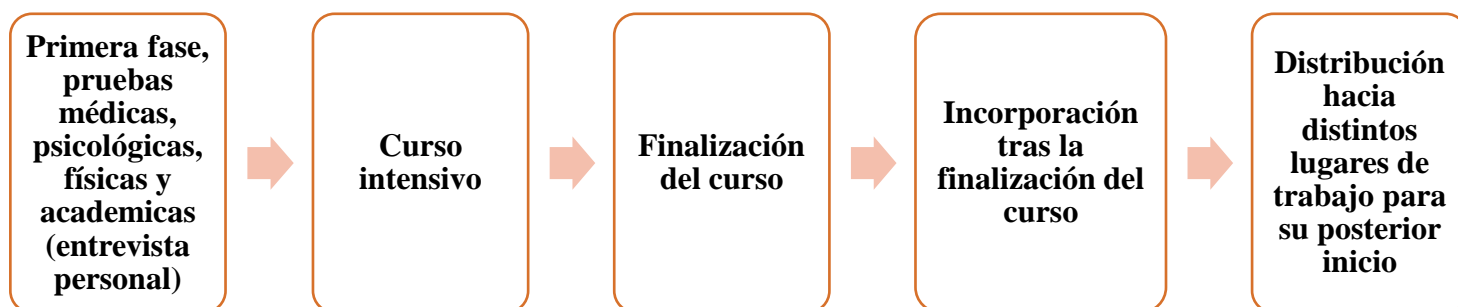 Primera fase,
pruebas
médicas,
psicológicas,
físicas y
academicas
(entrevista
personal)
Curso
intensivo
Finalización
del curso
Incorporación
tras la
finalización del
curso
Distribución
hacia
distintos
lugares de
trabajo para
su posterior
inicio